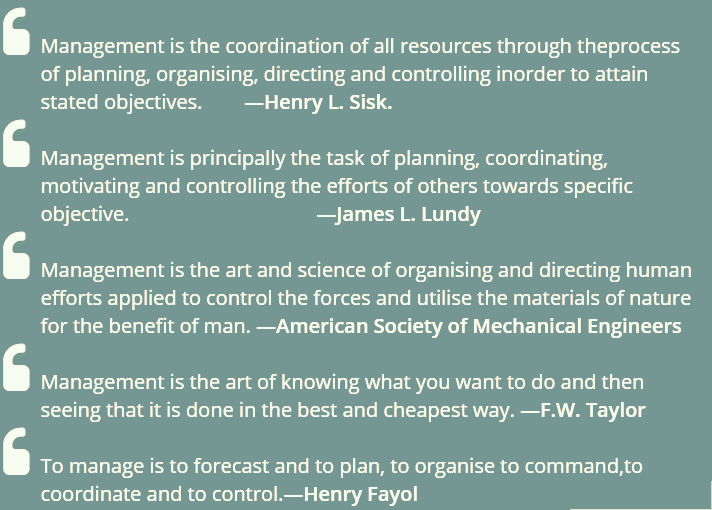 Management is the coordination of all resources through theprocess
of planning, organising, directing and controlling inorder to attain
stated objectives. —Henry L. Sisk.
Management is principally the task of planning, coordinating,
motivating and controlling the efforts of others towards specific
objective. —James L. Lundy
Management is the art and science of organising and directing human
efforts applied to control the forces and utilise the materials of nature
for the benefit of man. —American Society of Mechanical Engineers
Management is the art of knowing what you want to do and then
seeing that it is done in the best and cheapest way. —F.W. Taylor
To manage is to forecast and to plan, to organise to command,to
coordinate and to control.—Henry Fayol